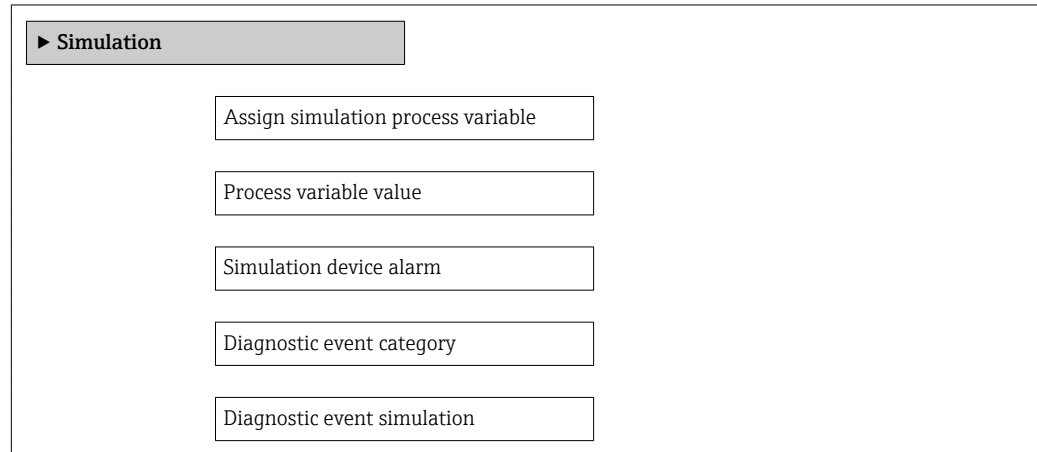 ▶ Simulation
Assign simulation process variable
Process variable value
Simulation device alarm
Diagnostic event category
Diagnostic event simulation